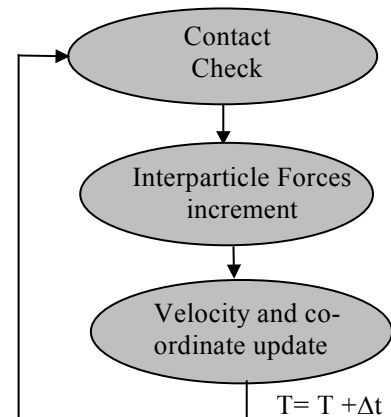 Contact
Check
Interparticle Forces
increment
Velocity and co-
ordinate update
T= T +Δt